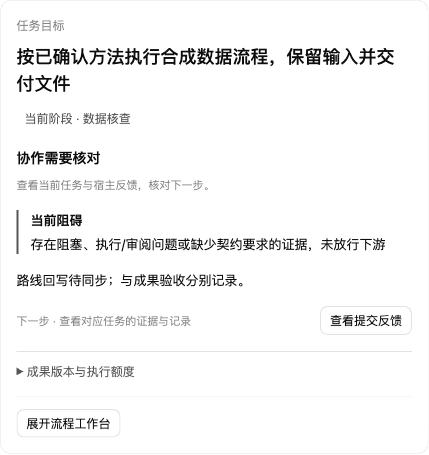 任务目标
按已确认方法执行合成数据流程，保留输入并交
付文件
当前阶段 · 数据核查
协作需要核对
查看当前任务与宿主反馈，核对下一步。
当前阻碍
存在阻塞、执行/审阅问题或缺少契约要求的证据，未放行下游
路线回写待同步；与成果验收分别记录。
下一步 · 查看对应任务的证据与记录
查看提交反馈
▶ 成果版本与执行额度
展开流程工作台